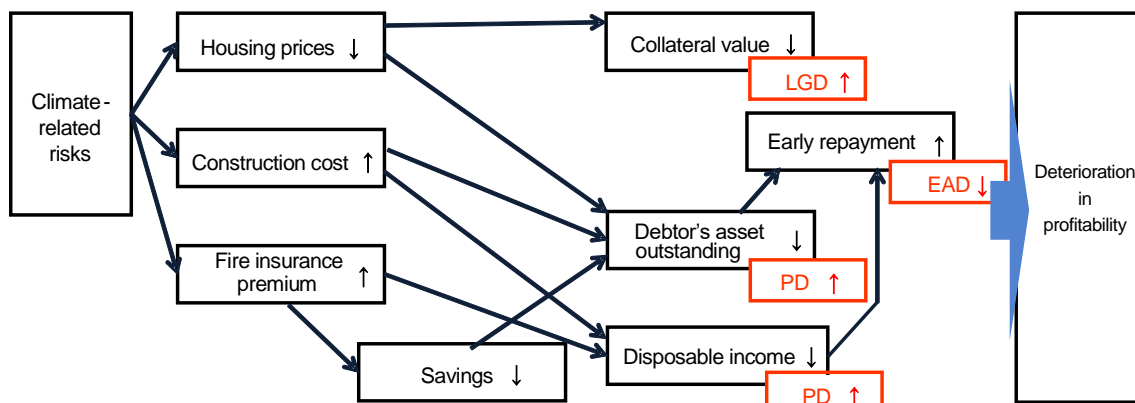 Climate-
related
risks
Housing prices ↓
Construction cost ↑
Fire insurance
premium ↑
Savings ↓
Collateral value ↓
LGD ↑
Early repayment ↑
EAD ↓
Debtor's asset
outstanding ↓
PD ↑
Disposable income ↓
PD ↑
Deterioration
in
profitability